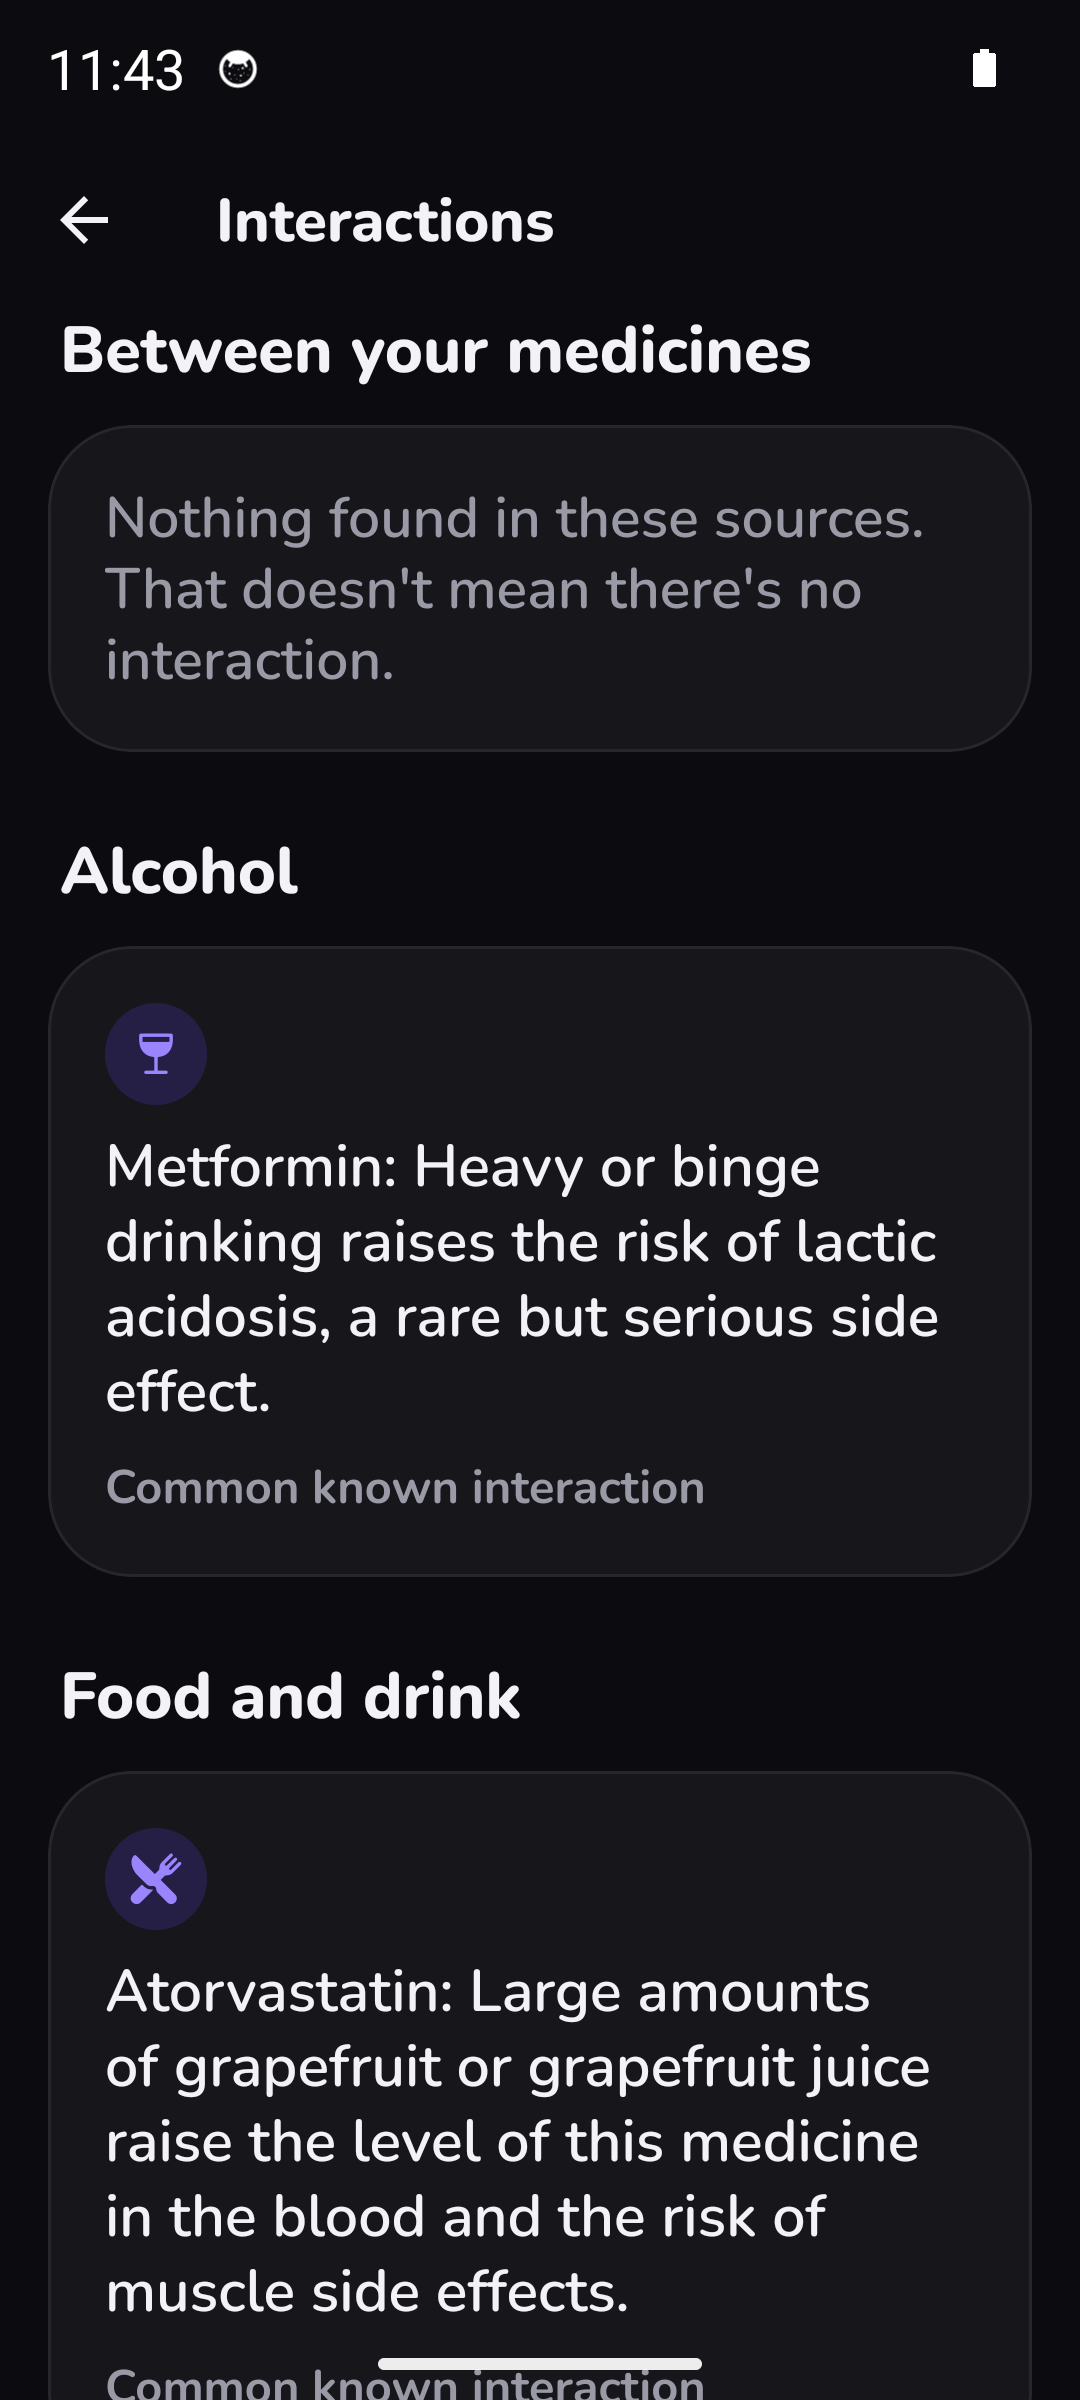 11:43
Interactions
Between your medicines
Nothing found in these sources.
That doesn't mean there's no
interaction.
Alcohol
Metformin: Heavy or binge
drinking raises the risk of lactic
acidosis, a rare but serious side
effect.
Common known interaction
Food and drink
Atorvastatin: Large amounts
of grapefruit or grapefruit juice
raise the level of this medicine
in the blood and the risk of
muscle side effects.
Common known interaction